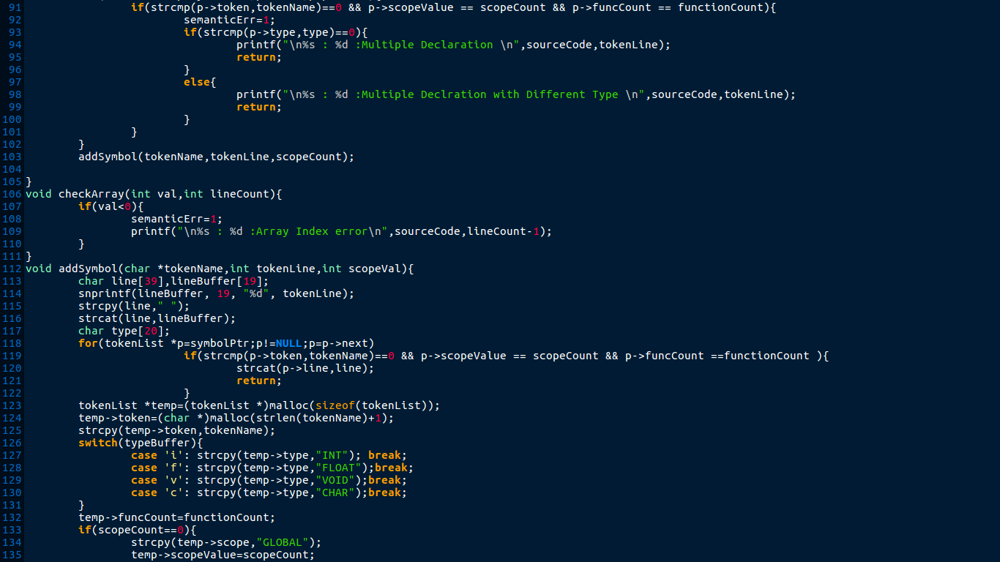 91 if(strcmp(p->token,tokenName)==0 && p->scopeValue == scopeCount && p->funcCount == functionCount){
92 semanticErr=1;
93 if(strcmp(p->type,type)==0){
94 printf("\n%s : %d :Multiple Declaration \n",sourceCode,tokenLine);
95 return;
96 }
97 else{
98 printf("\n%s : %d :Multiple Declration with Different Type \n",sourceCode,tokenLine);
99 return;
100 }
101 }
102 }
103 addSymbol(tokenName,tokenLine,scopeCount);
104
105 }
106 void checkArray(int val,int lineCount){
107 if(val<0){
108 semanticErr=1;
109 printf("\n%s : %d :Array Index error\n",sourceCode,lineCount-1);
110 }
111 }
112 void addSymbol(char *tokenName,int tokenLine,int scopeVal){
113 char line[39],lineBuffer[19];
114 snprintf(lineBuffer, 19, "%d", tokenLine);
115 strcpy(line," ");
116 strcat(line,lineBuffer);
117 char type[20];
118 for(tokenList *p=symbolPtr;p!=NULL;p=p->next)
119 if(strcmp(p->token,tokenName)==0 && p->scopeValue == scopeCount && p->funcCount ==functionCount ){
120 strcat(p->line,line);
121 return;
122 }
123 tokenList *temp=(tokenList *)malloc(sizeof(tokenList));
124 temp->token=(char *)malloc(strlen(tokenName)+1);
125 strcpy(temp->token,tokenName);
126 switch(typeBuffer){
127 case 'i': strcpy(temp->type,"INT"); break;
128 case 'f': strcpy(temp->type,"FLOAT");break;
129 case 'v': strcpy(temp->type,"VOID");break;
130 case 'c': strcpy(temp->type,"CHAR");break;
131 }
132 temp->funcCount=functionCount;
133 if(scopeCount==0){
134 strcpy(temp->scope,"GLOBAL");
135 temp->scopeValue=scopeCount;